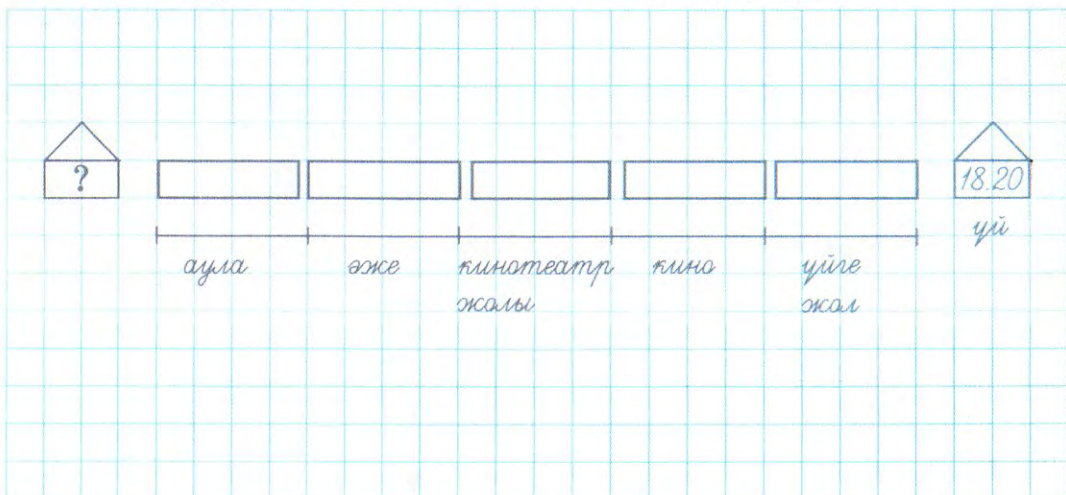 ?
18.20
үй
аула
әже
кинотеатр
жолы
кино
үйге
жол